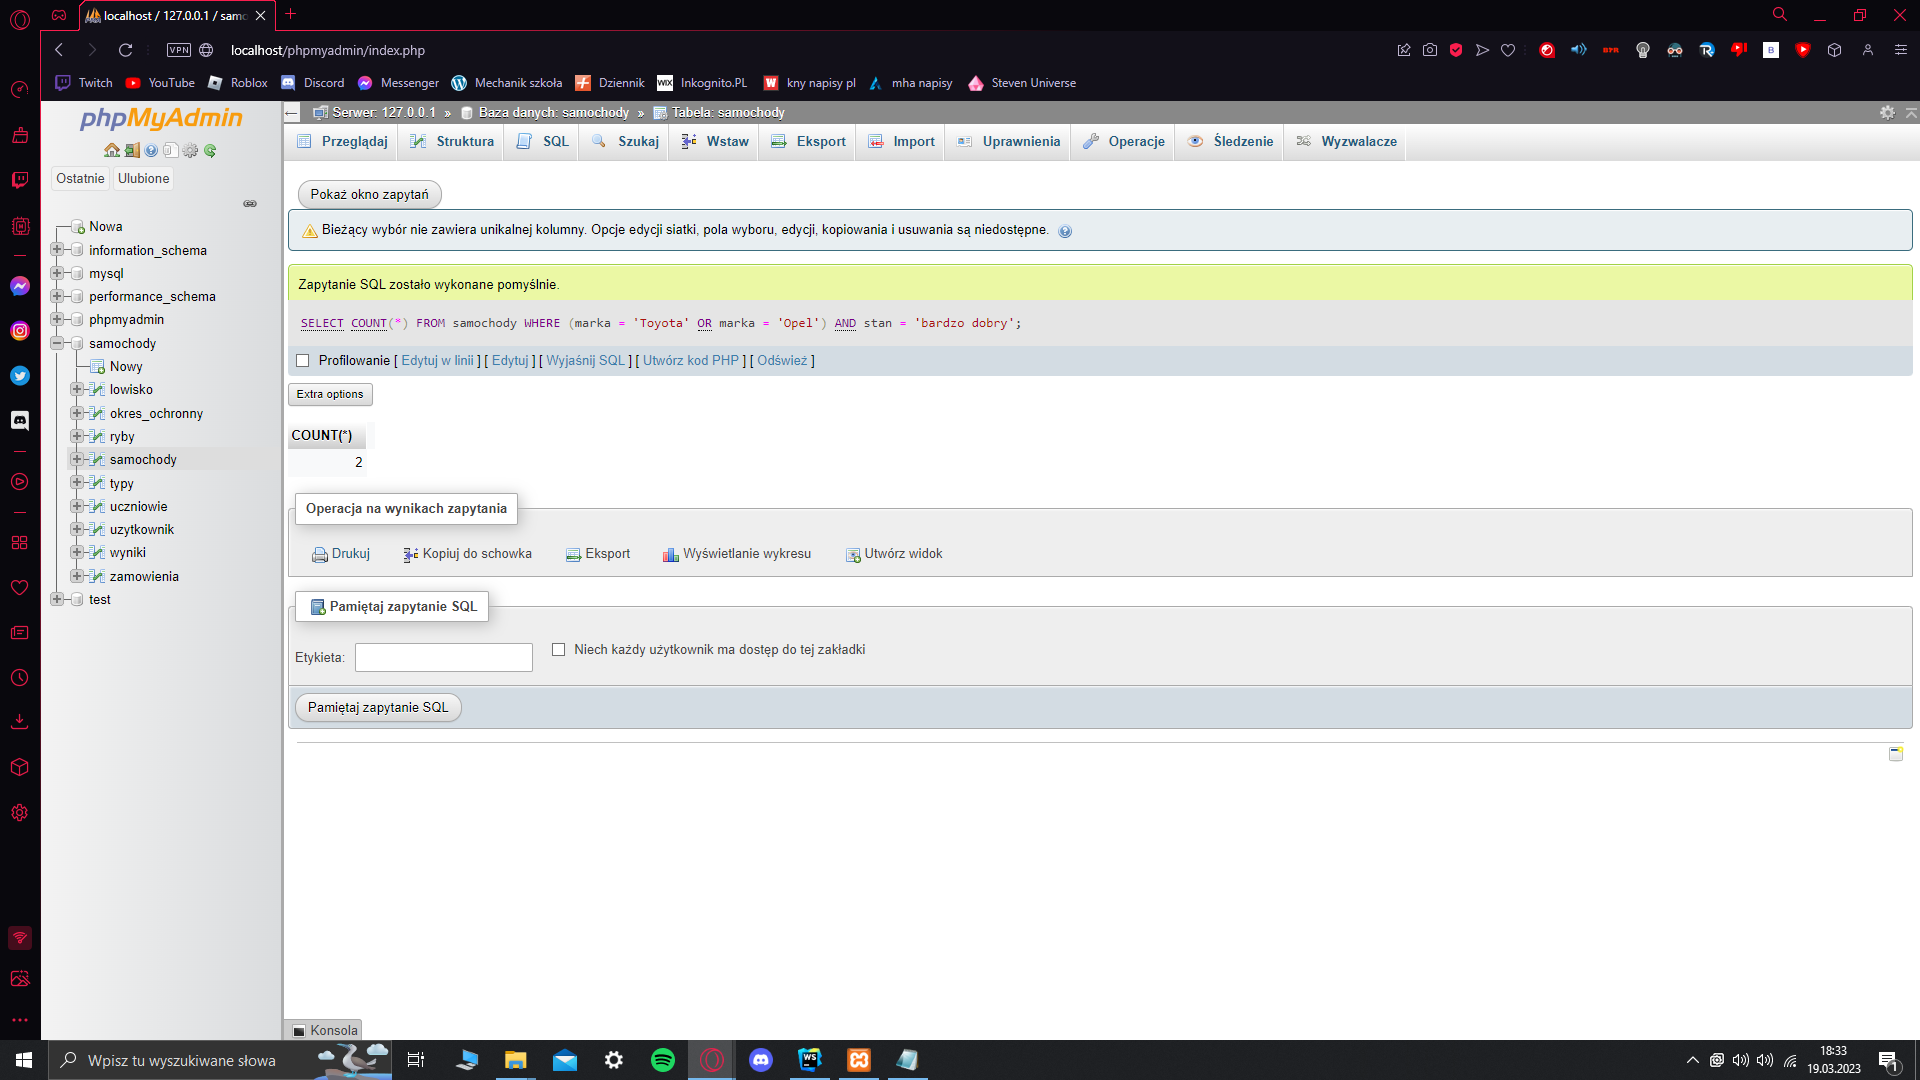 localhost / 127.0.0.1 / samo
VPN
localhost/phpmyadmin/index.php
Twitch YouTube Roblox Discord Messenger Mechanik szkoła Dziennik Inkognito.PL kny napisy pl mha napisy Steven Universe
phpMyAdmin
Ostatnie Ulubione
Nowa
information_schema
mysql
performance_schema
phpmyadmin
samochody
Nowy
lowisko
okres_ochronny
ryby
samochody
typy
uczniowie
uzytkownik
wyniki
zamowienia
test
Serwer: 127.0.0.1 » Baza danych: samochody » Tabela: samochody
Przeglądaj Struktura SQL Szukaj Wstaw Eksport Import Uprawnienia Operacje Śledzenie Wyzwalacze
Pokaż okno zapytań
Bieżący wybór nie zawiera unikalnej kolumny. Opcje edycji siatki, pola wyboru, edycji, kopiowania i usuwania są niedostępne.
Zapytanie SQL zostało wykonane pomyślnie.
SELECT COUNT(*) FROM samochody WHERE (marka = 'Toyota' OR marka = 'Opel') AND stan = 'bardzo dobry';
Profilowanie [ Edytuj w linii ] [ Edytuj ] [ Wyjaśnij SQL ] [ Utwórz kod PHP ] [ Odśwież ]
Extra options
COUNT(*)
2
Operacja na wynikach zapytania
Drukuj Kopiuj do schowka Eksport Wyświetlanie wykresu Utwórz widok
Pamiętaj zapytanie SQL
Etykieta: Niech każdy użytkownik ma dostęp do tej zakładki
Pamiętaj zapytanie SQL
Konsola
Wpisz tu wyszukiwane słowa
18:33
19.03.2023
1